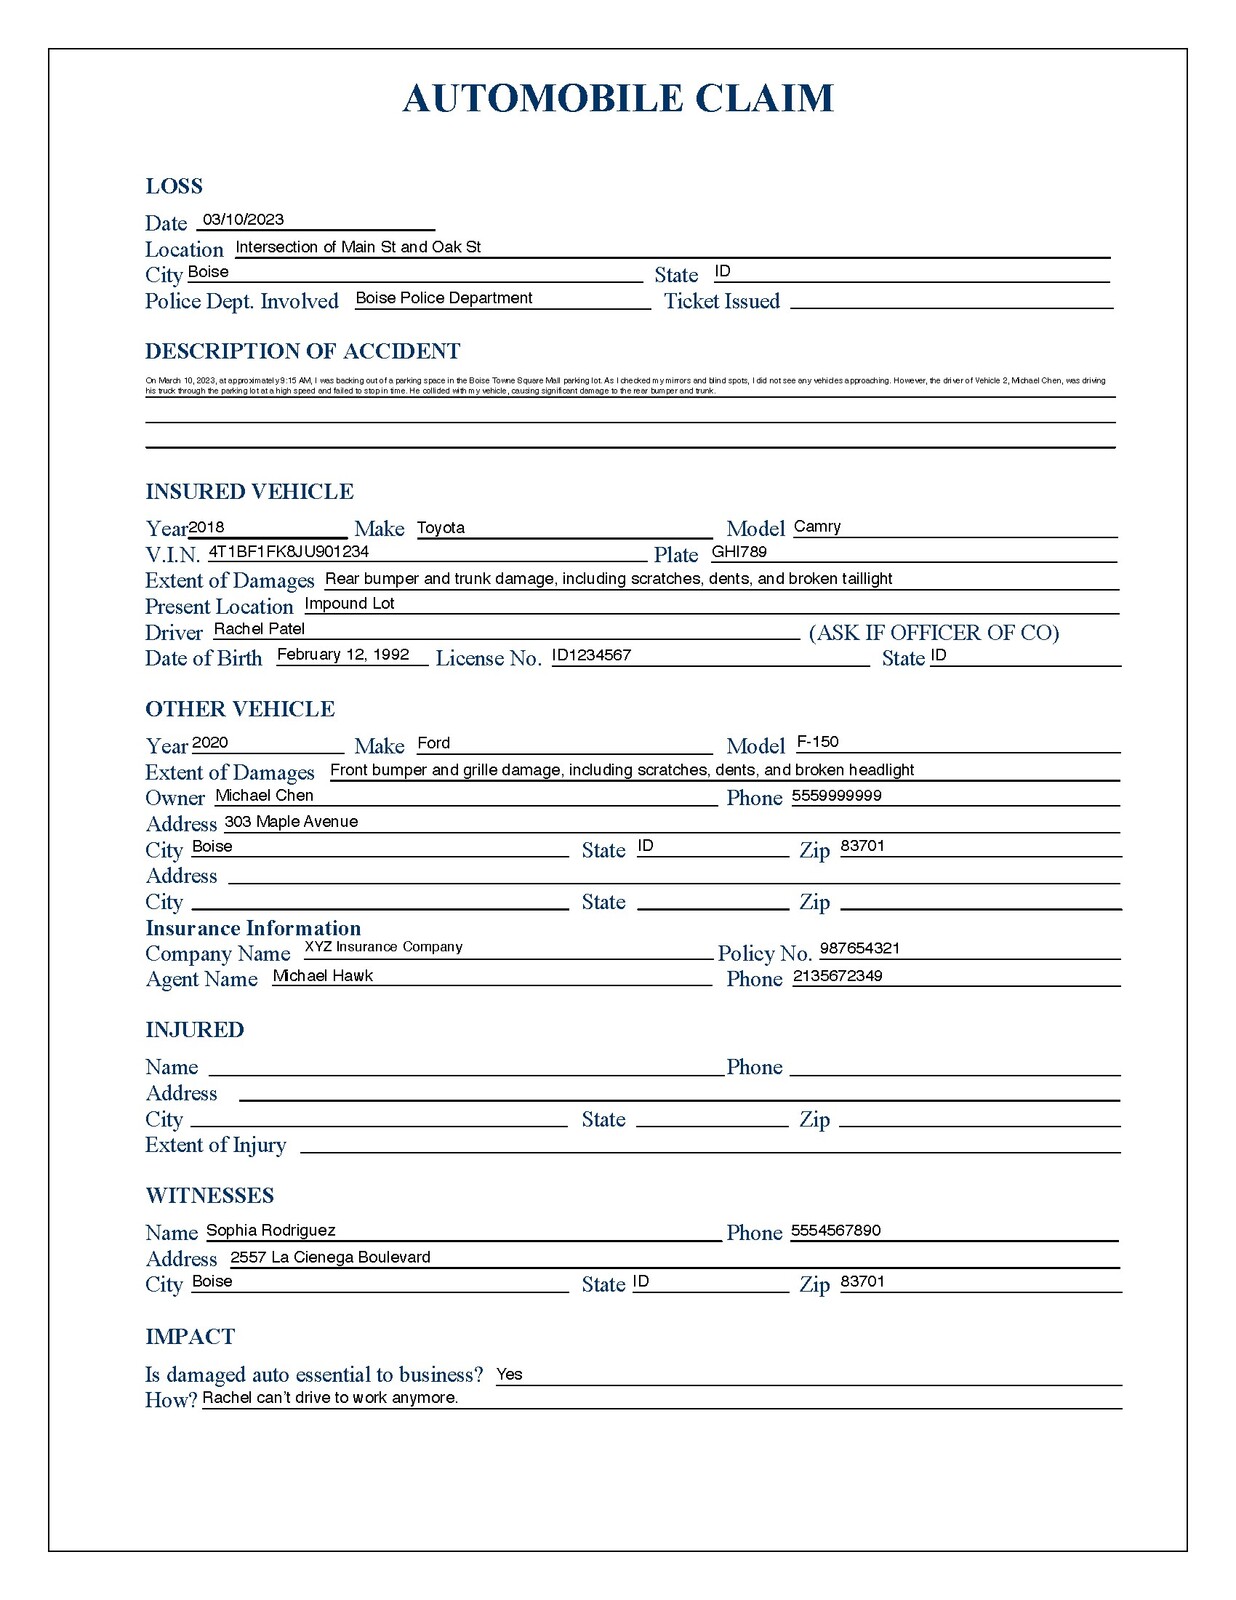 AUTOMOBILE CLAIM
LOSS
Date 03/10/2023
Location Intersection of Main St and Oak St
City Boise State ID
Police Dept. Involved Boise Police Department Ticket Issued
DESCRIPTION OF ACCIDENT
On March 10, 2023, at approximately 9:15 AM, I was backing out of a parking space in the Boise Towne Square Mall parking lot. As I checked my mirrors and blind spots, I did not see any vehicles approaching. However, the driver of Vehicle 2, Michael Chen, was driving
his truck through the parking lot at a high speed and failed to stop in time. He collided with my vehicle, causing significant damage to the rear bumper and trunk.
INSURED VEHICLE
Year 2018 Make Toyota Model Camry
V.I.N. 4T1BF1FK8JU901234 Plate GHI789
Extent of Damages Rear bumper and trunk damage, including scratches, dents, and broken taillight
Present Location Impound Lot
Driver Rachel Patel (ASK IF OFFICER OF CO)
Date of Birth February 12, 1992 License No. ID1234567 State ID
OTHER VEHICLE
Year 2020 Make Ford Model F-150
Extent of Damages Front bumper and grille damage, including scratches, dents, and broken headlight
Owner Michael Chen Phone 5559999999
Address 303 Maple Avenue
City Boise State ID Zip 83701
Address
City State Zip
Insurance Information
Company Name XYZ Insurance Company Policy No. 987654321
Agent Name Michael Hawk Phone 2135672349
INJURED
Name Phone
Address
City State Zip
Extent of Injury
WITNESSES
Name Sophia Rodriguez Phone 5554567890
Address 2557 La Cienega Boulevard
City Boise State ID Zip 83701
IMPACT
Is damaged auto essential to business? Yes
How? Rachel can't drive to work anymore.